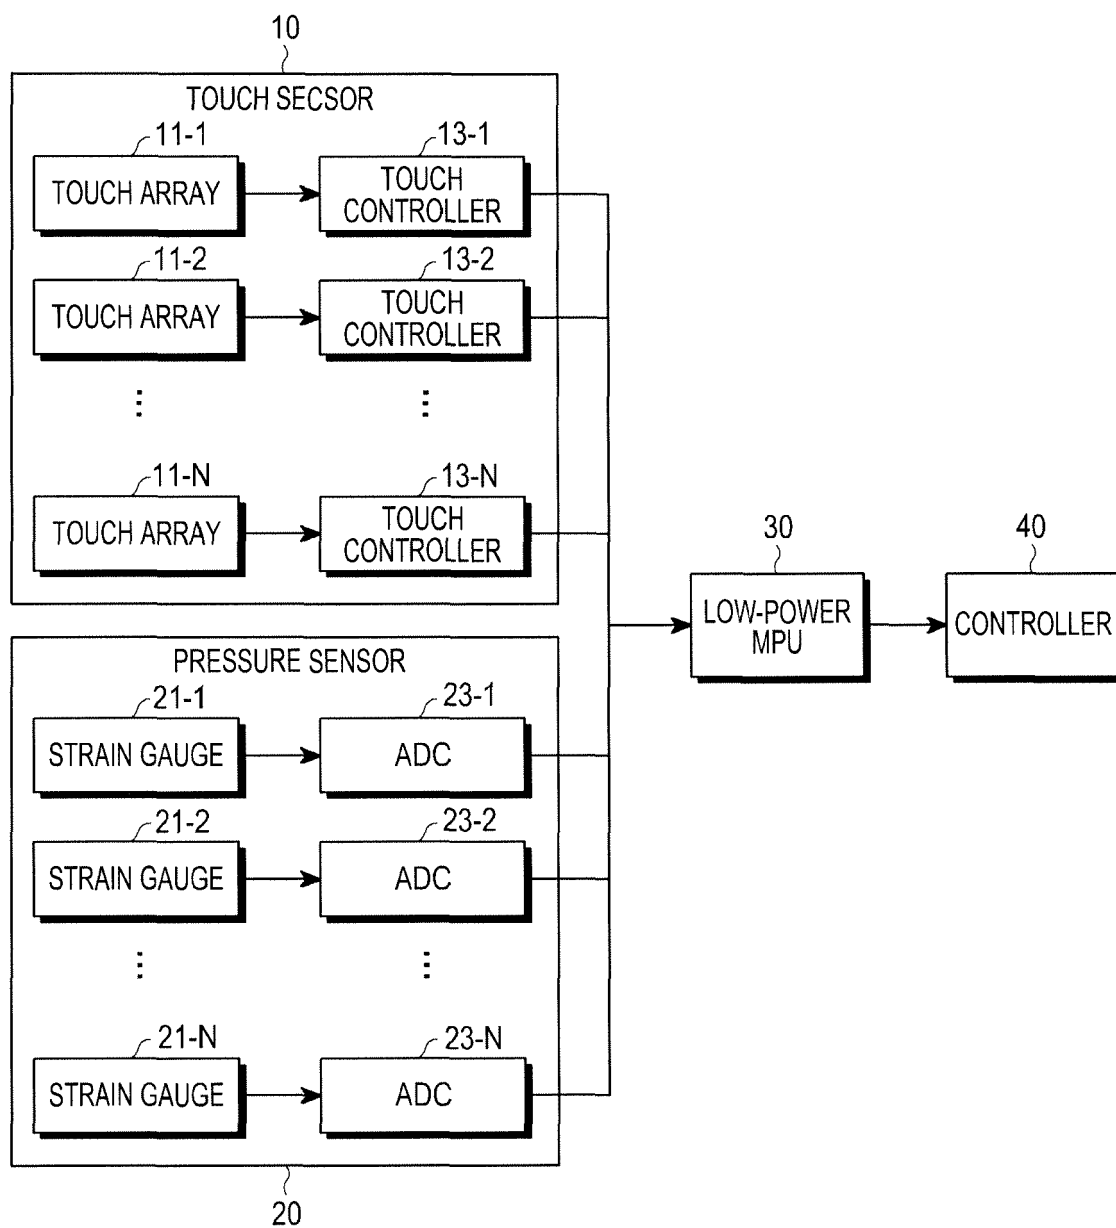 10
TOUCH SECSOR
11-1
13-1
TOUCH ARRAY
TOUCH
CONTROLLER
11-2
13-2
TOUCH ARRAY
TOUCH
CONTROLLER
...
...
11-N
13-N
TOUCH ARRAY
TOUCH
CONTROLLER
30
40
LOW-POWER
MPU
CONTROLLER
PRESSURE SENSOR
21-1
23-1
STRAIN GAUGE
ADC
21-2
23-2
STRAIN GAUGE
ADC
...
...
21-N
23-N
STRAIN GAUGE
ADC
20